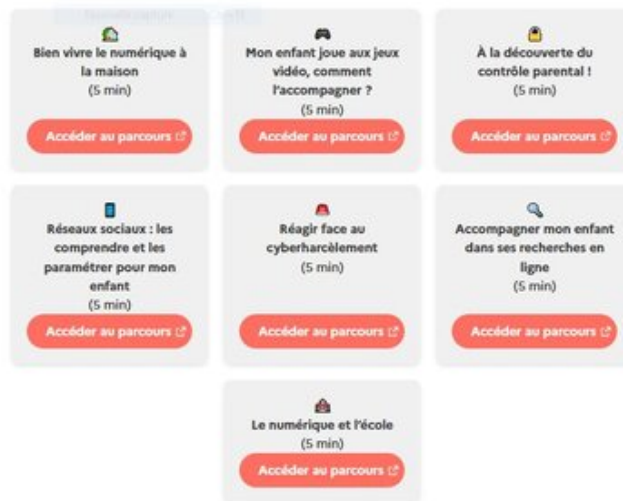 Bien vivre le numérique à
la maison
(5 min)
Accéder au parcours
Mon enfant joue aux jeux
vidéo, comment
l'accompagner ?
(5 min)
Accéder au parcours
À la découverte du
contrôle parental !
(5 min)
Accéder au parcours
Réseaux sociaux : les
comprendre et les
paramétrer pour mon
enfant
(5 min)
Accéder au parcours
Réagir face au
cyberharcèlement
(5 min)
Accéder au parcours
Accompagner mon enfant
dans ses recherches en
ligne
(5 min)
Accéder au parcours
Le numérique et l'école
(5 min)
Accéder au parcours